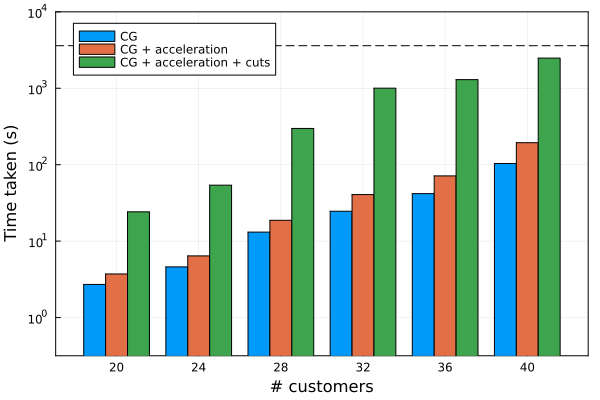 CG
CG + acceleration
CG + acceleration + cuts
Time taken (s)
10⁴
10³
10²
10¹
10⁰
20 24 28 32 36 40
# customers